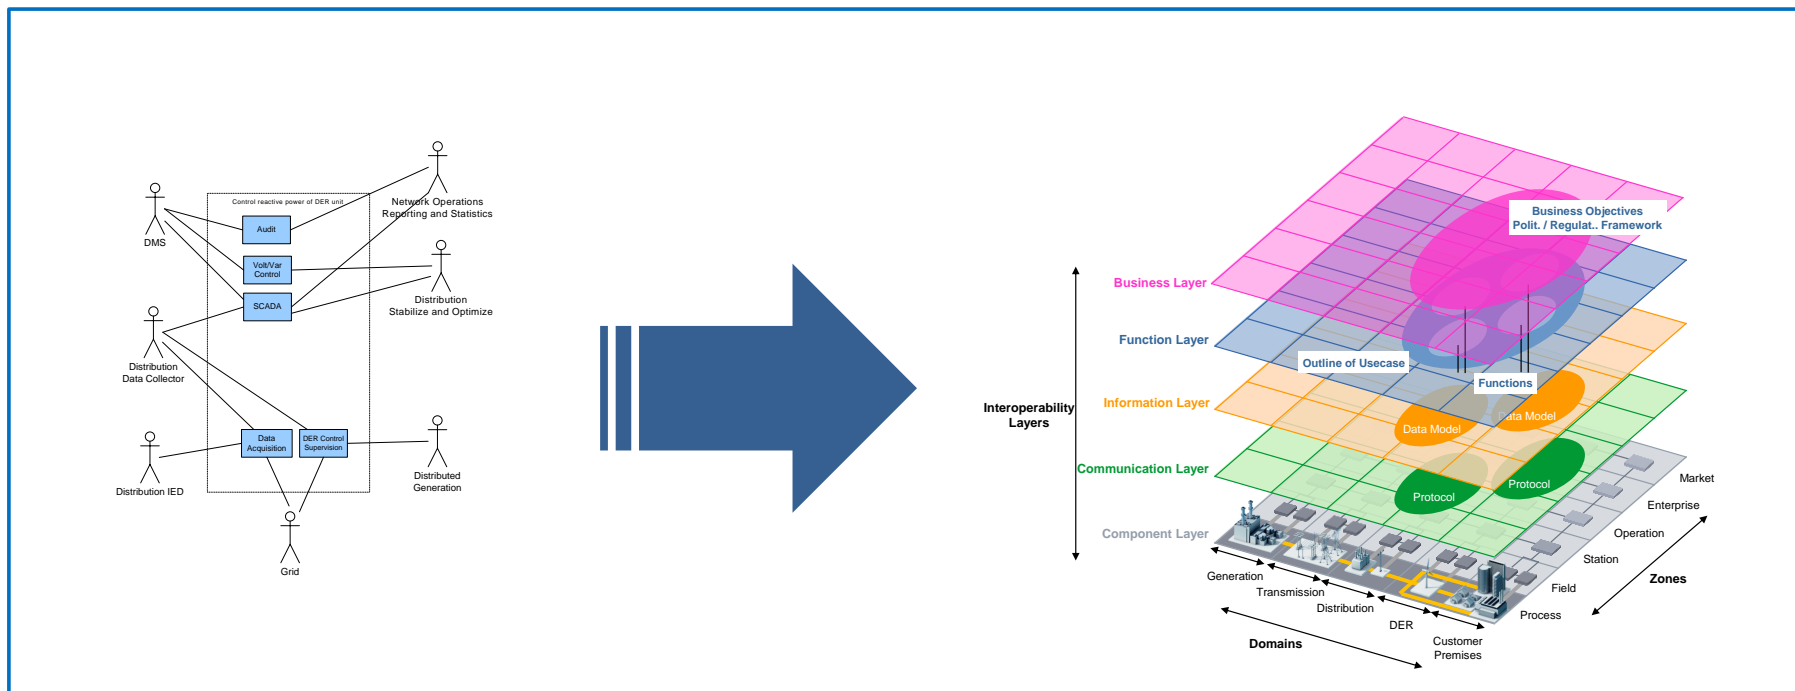 Control reactive power of DER unit
Network Operations
Reporting and Statistics
DMS
Audit
Volt/Var
Control
SCADA
Distribution
Stabilize and Optimize
Distribution
Data Collector
Data
Acquisition
DER Control
Supervision
Distribution IED
Distributed
Generation
Grid
Business Objectives
Polit. / Regulat.. Framework
Business Layer
Function Layer
Outline of Usecase
Functions
Interoperability
Layers
Information Layer
Data Model
Data Model
Communication Layer
Protocol
Protocol
Component Layer
Market
Enterprise
Operation
Station
Field
Process
Zones
Generation
Transmission
Distribution
DER
Customer
Premises
Domains